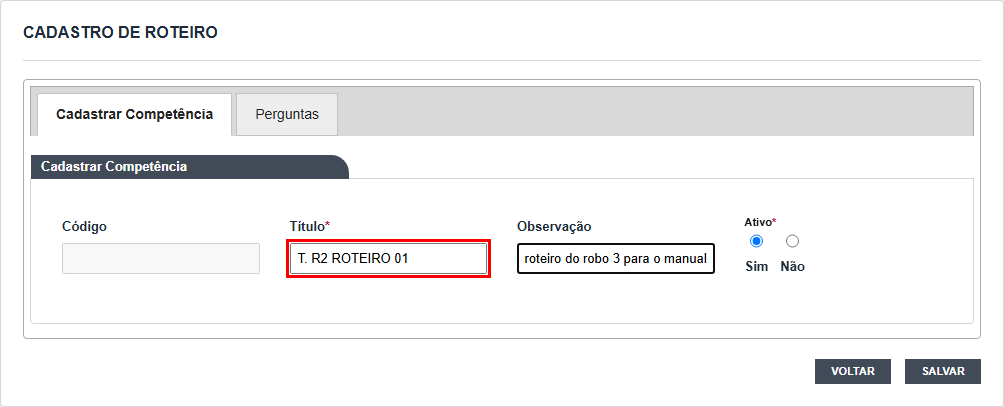 CADASTRO DE ROTEIRO
Cadastrar Competência
Perguntas
Cadastrar Competência
Código
Título*
Observação
Ativo*
T. R2 ROTEIRO 01
roteiro do robo 3 para o manual
Sim
Não
VOLTAR
SALVAR